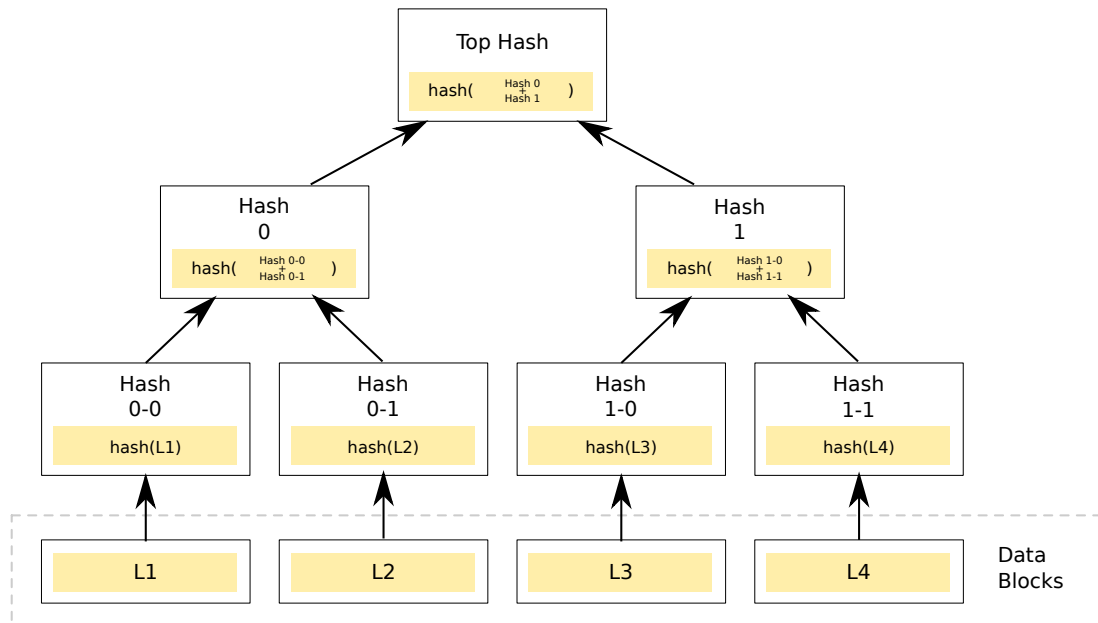 Top Hash
hash( Hash 0 + Hash 1 )
Hash
0
hash( Hash 0-0 + Hash 0-1 )
Hash
1
hash( Hash 1-0 + Hash 1-1 )
Hash
0-0
hash(L1)
Hash
0-1
hash(L2)
Hash
1-0
hash(L3)
Hash
1-1
hash(L4)
L1
L2
L3
L4
Data
Blocks